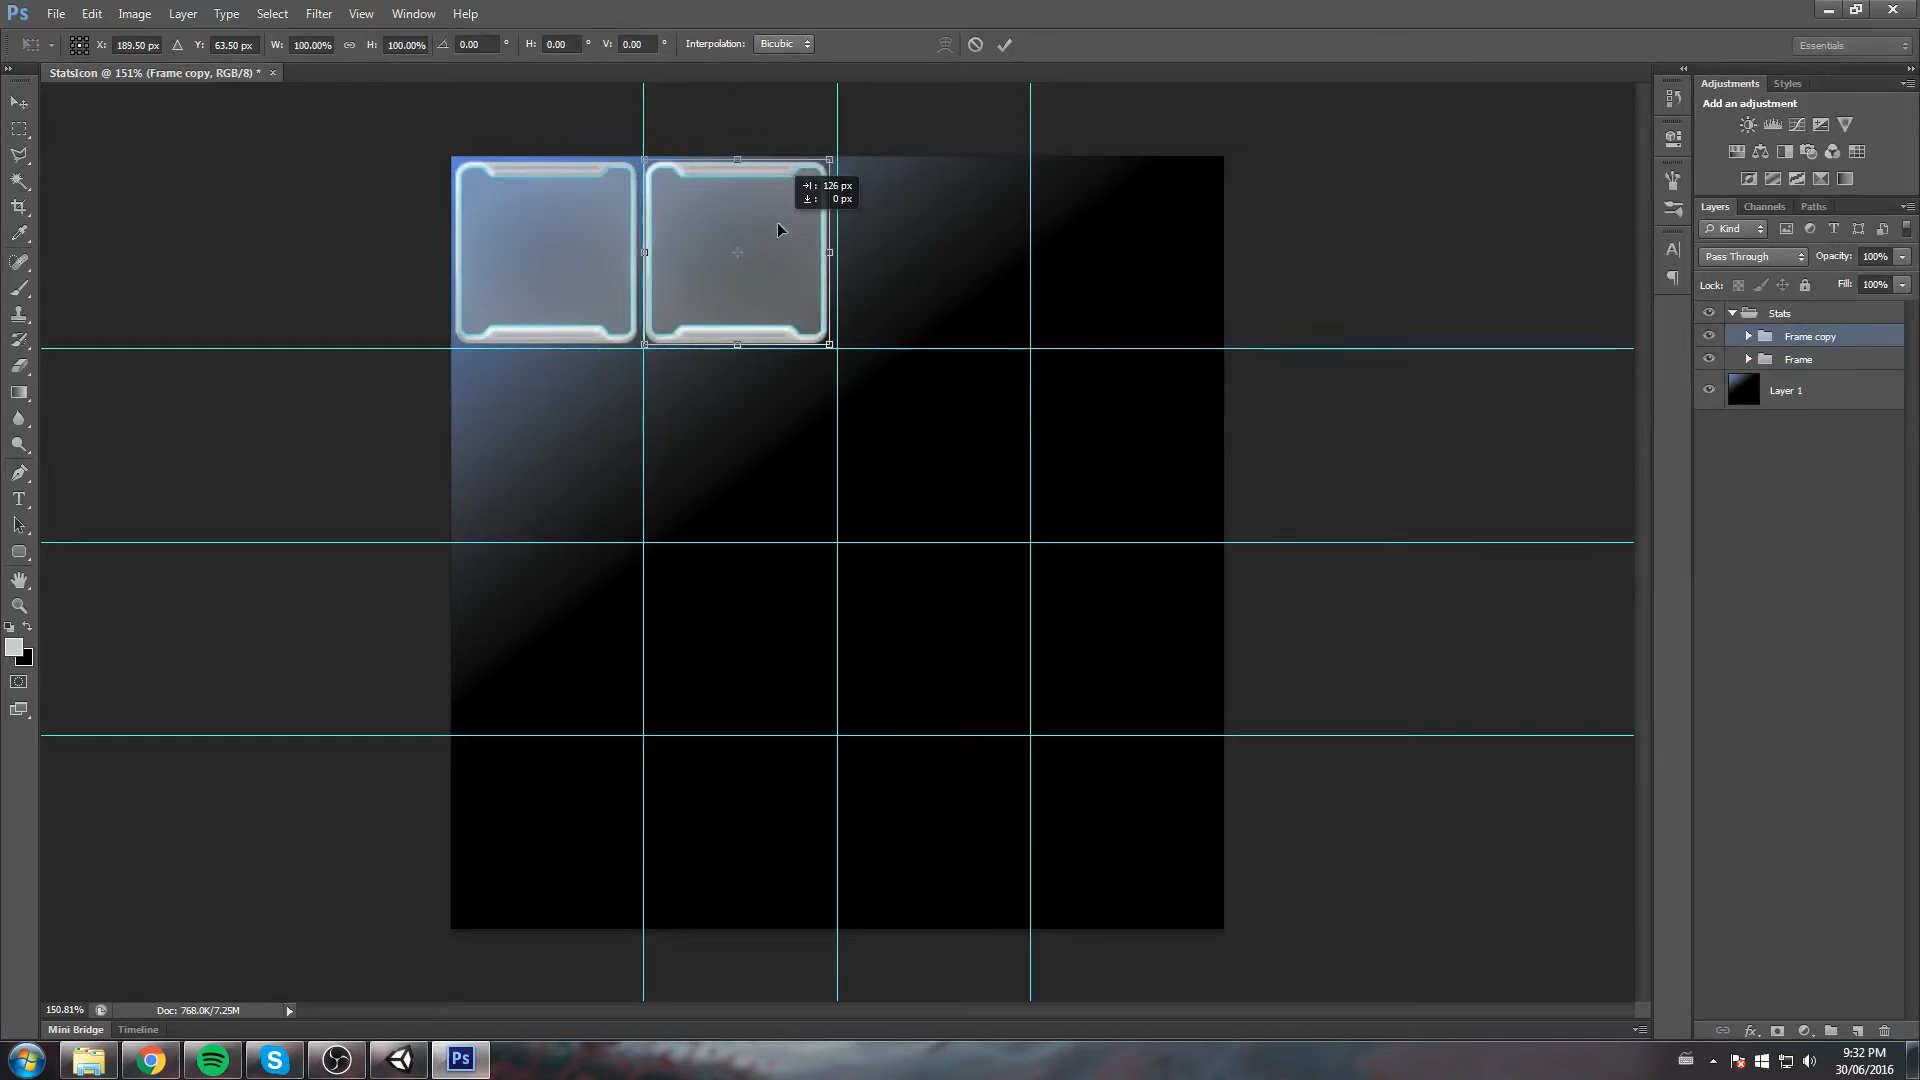 Ps File Edit Image Layer Type Select Filter View Window Help
X: 189.50 px Y: 63.50 px W: 100.00% H: 100.00% 0.00 ° H: 0.00 ° V: 0.00 ° Interpolation: Bicubic Essentials
StatsIcon @ 151% (Frame copy, RGB/8) * ×
Adjustments Styles
Add an adjustment
126 px
0 px
Layers Channels Paths
Kind
Pass Through Opacity: 100%
Lock: Fill: 100%
Stats
Frame copy
Frame
Layer 1
150.81% Doc: 768.0K/7.25M
Mini Bridge Timeline
Ps
9:32 PM
30/06/2016